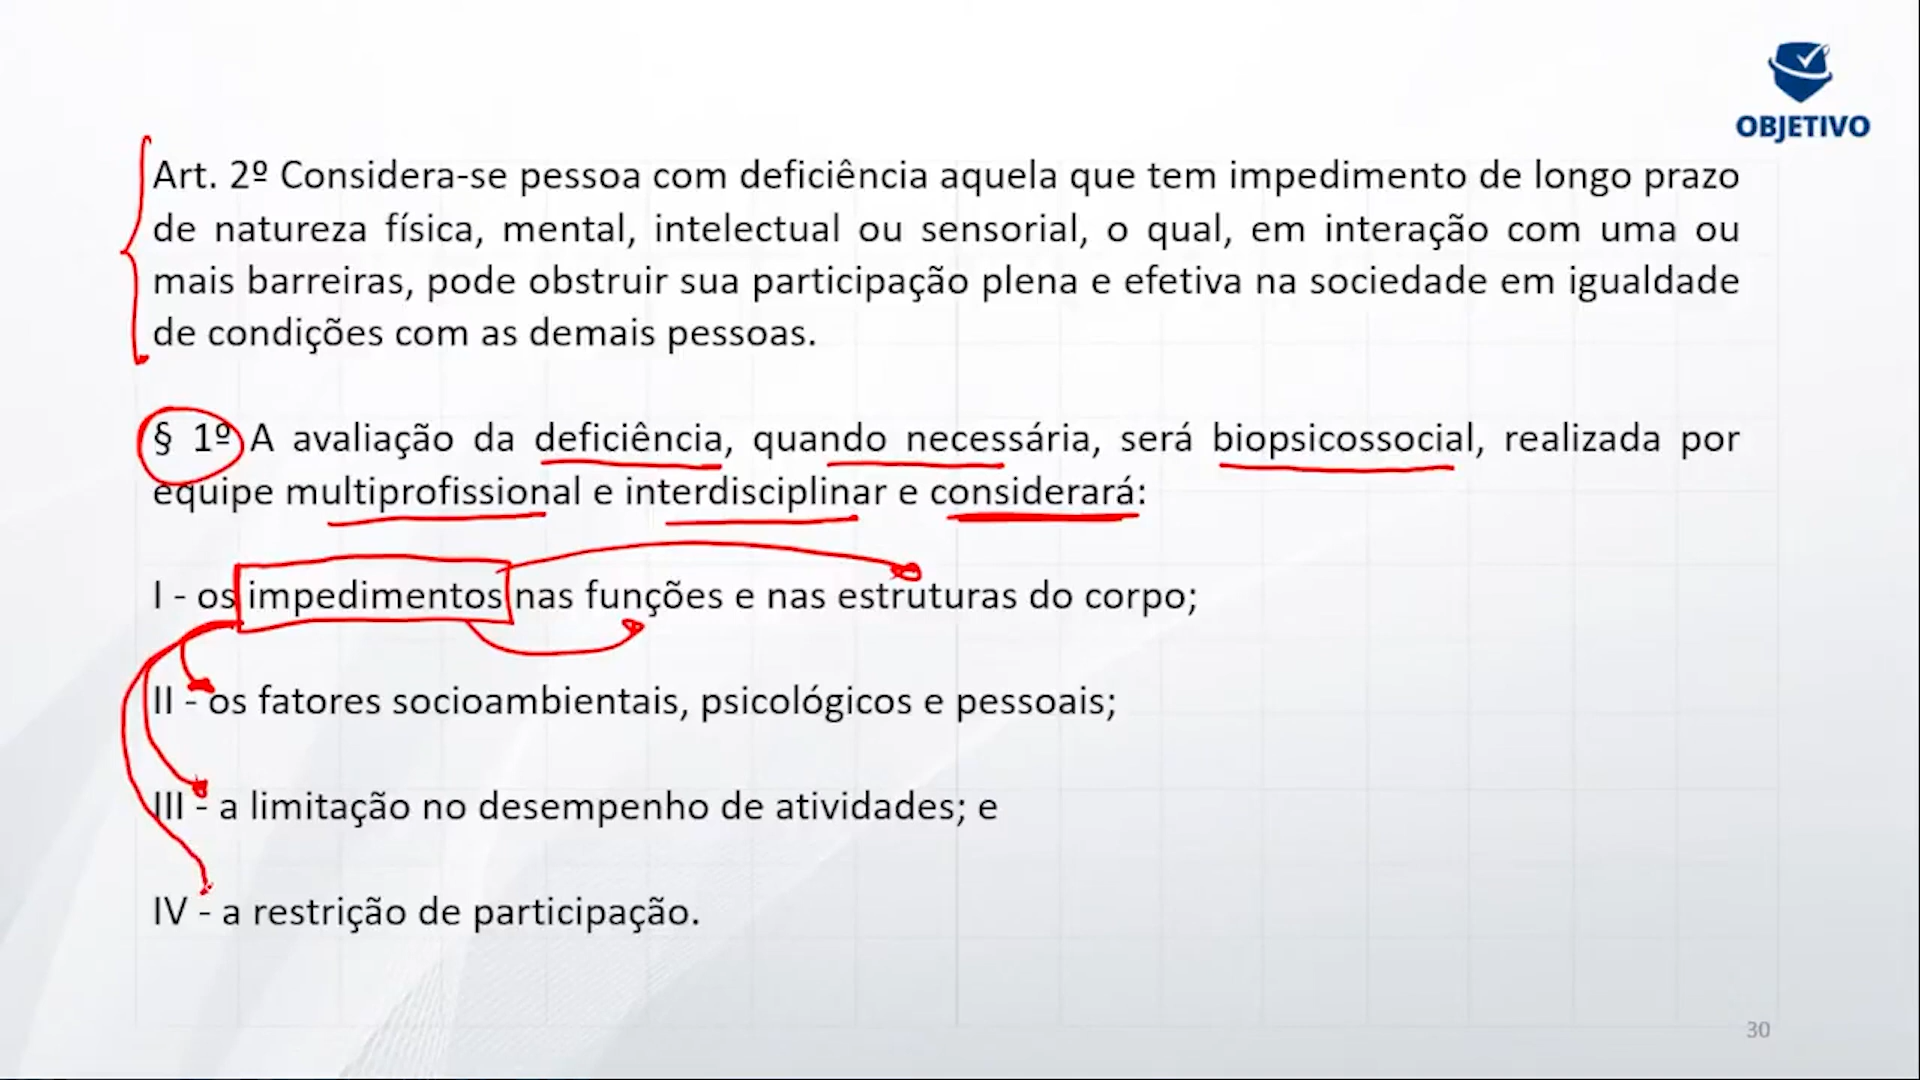 OBJETIVO
Art. 2º Considera-se pessoa com deficiência aquela que tem impedimento de longo prazo
de natureza física, mental, intelectual ou sensorial, o qual, em interação com uma ou
mais barreiras, pode obstruir sua participação plena e efetiva na sociedade em igualdade
de condições com as demais pessoas.
§ 1º A avaliação da deficiência, quando necessária, será biopsicossocial, realizada por
equipe multiprofissional e interdisciplinar e considerará:
I - os impedimentos nas funções e nas estruturas do corpo;
II - os fatores socioambientais, psicológicos e pessoais;
III - a limitação no desempenho de atividades; e
IV - a restrição de participação.
30